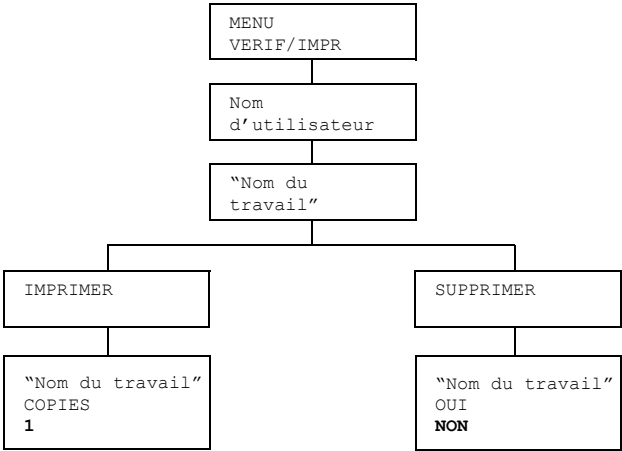 MENU
VERIF/IMPR
Nom
d’utilisateur
“Nom du
travail”
IMPRIMER
SUPPRIMER
“Nom du travail”
COPIES
1
“Nom du travail”
OUI
NON